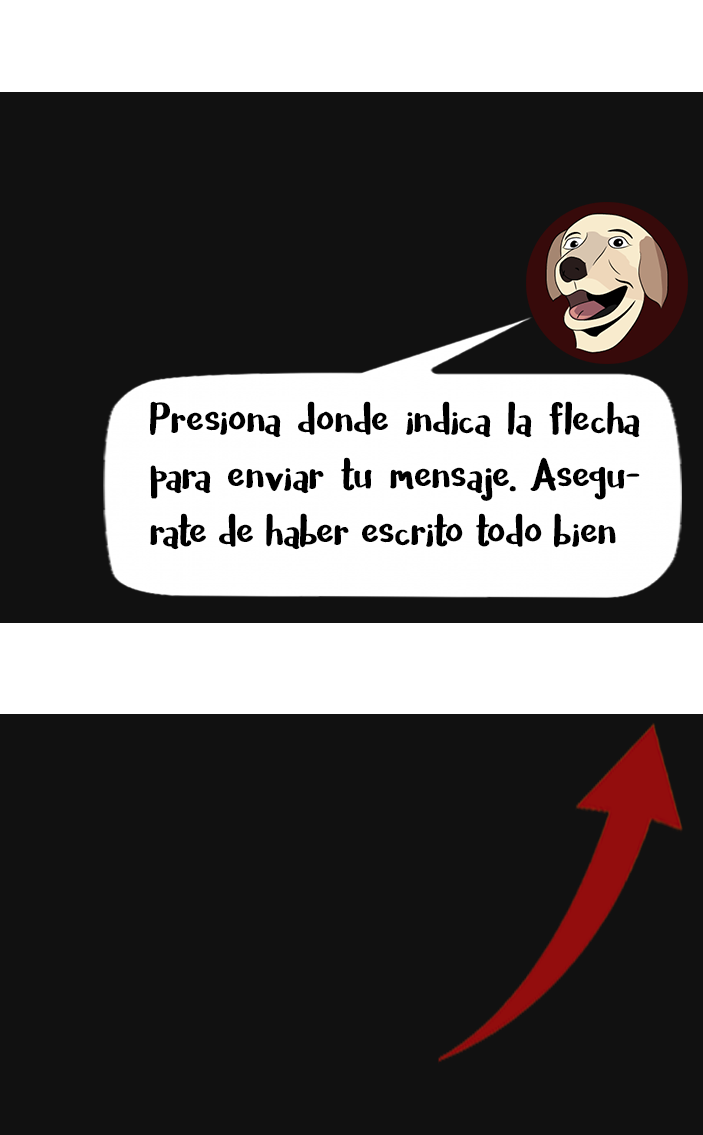 Presiona donde indica la flecha
para enviar tu mensaje. Asegu-
rate de haber escrito todo bien